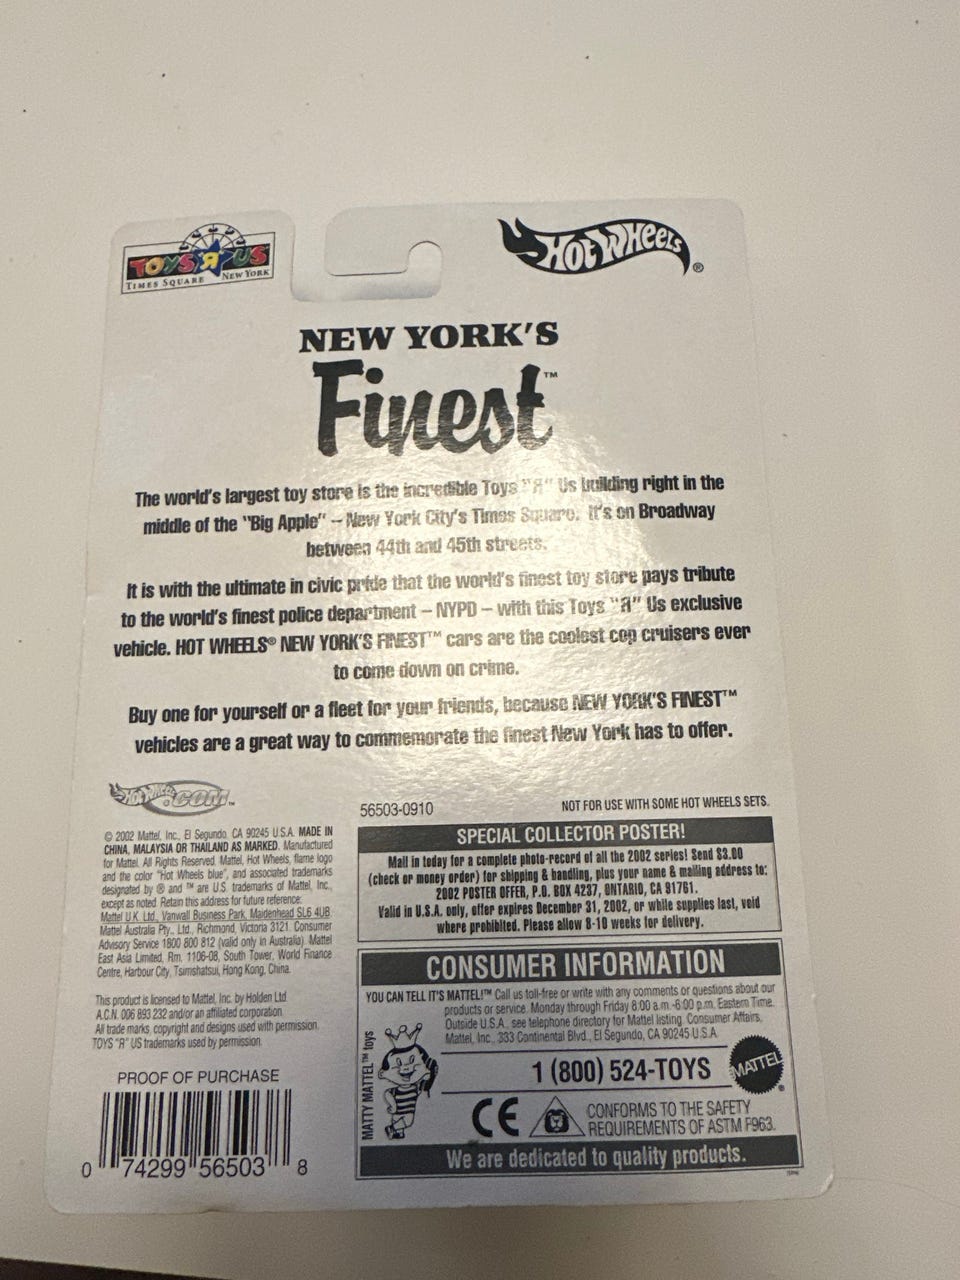 TOYS "Я" US
TIMES SQUARE NEW YORK
HOT WHEELS®
NEW YORK'S
Finest™
The world's largest toy store is the incredible Toys "Я" Us building right in the
middle of the "Big Apple" – New York City's Times Square. It's on Broadway
between 44th and 45th streets.
It is with the ultimate in civic pride that the world's finest toy store pays tribute
to the world's finest police department – NYPD – with this Toys "Я" Us exclusive
vehicle. HOT WHEELS® NEW YORK'S FINEST™ cars are the coolest cop cruisers ever
to come down on crime.
Buy one for yourself or a fleet for your friends, because NEW YORK'S FINEST™
vehicles are a great way to commemorate the finest New York has to offer.
HOT WHEELS.COM™
© 2002 Mattel, Inc., El Segundo, CA 90245 U.S.A. MADE IN
CHINA, MALAYSIA OR THAILAND AS MARKED. Manufactured
for Mattel. All Rights Reserved. Mattel, Hot Wheels, flame logo
and the color "Hot Wheels blue", and associated trademarks
designated by ® and ™ are U.S. trademarks of Mattel, Inc.,
except as noted. Retain this address for future reference:
Mattel U.K. Ltd., Vanwall Business Park, Maidenhead SL6 4UB.
Mattel Australia Pty., Ltd., Richmond, Victoria 3121. Consumer
Advisory Service 1800 800 812 (valid only in Australia). Mattel
East Asia Limited, Rm. 1106-08, South Tower, World Finance
Centre, Harbour City, Tsimshatsui, Hong Kong, China.
This product is licensed to Mattel, Inc. by Holden Ltd
A.C.N. 006 893 232 and/or an affiliated corporation.
All trade marks, copyright and designs used with permission.
TOYS "Я" US trademarks used by permission.
PROOF OF PURCHASE
0 74299 56503 8
56503-0910
NOT FOR USE WITH SOME HOT WHEELS SETS.
SPECIAL COLLECTOR POSTER!
Mail in today for a complete photo-record of all the 2002 series! Send $3.00
(check or money order) for shipping & handling, plus your name & mailing address to:
2002 POSTER OFFER, P.O. BOX 4237, ONTARIO, CA 91761.
Valid in U.S.A. only, offer expires December 31, 2002, or while supplies last, void
where prohibited. Please allow 8-10 weeks for delivery.
CONSUMER INFORMATION
YOU CAN TELL IT'S MATTEL!™ Call us toll-free or write with any comments or questions about our
products or service. Monday through Friday 8:00 a.m.-6:00 p.m. Eastern Time.
Outside U.S.A., see telephone directory for Mattel listing. Consumer Affairs,
Mattel, Inc., 333 Continental Blvd., El Segundo, CA 90245 U.S.A.
MATTY MATTEL™ toys
1 (800) 524-TOYS
MATTEL®
CE
CONFORMS TO THE SAFETY
REQUIREMENTS OF ASTM F963.
We are dedicated to quality products.